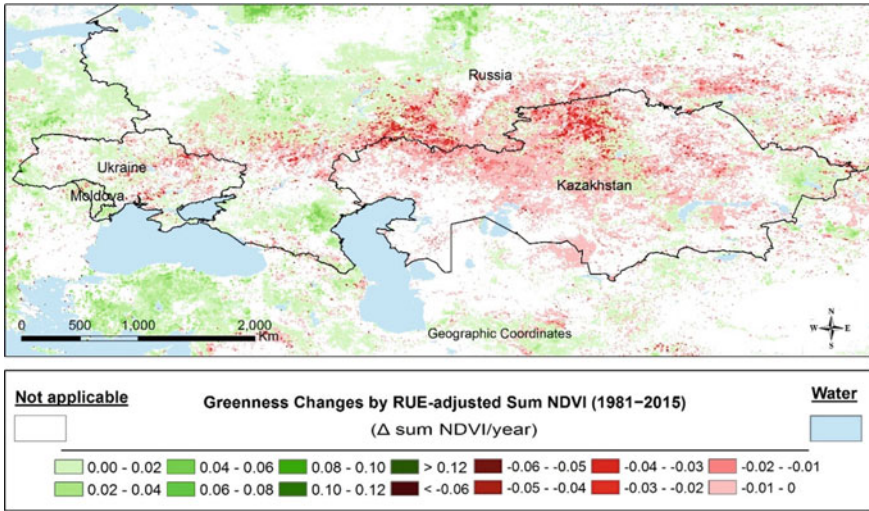 Russia
Ukraine
Moldova
Kazakhstan
0 500 1,000 2,000
Km
Geographic Coordinates
N
W E
S
Not applicable
Greenness Changes by RUE-adjusted Sum NDVI (1981−2015)
Water
(Δ sum NDVI/year)
0.00 - 0.02 0.04 - 0.06 0.08 - 0.10 > 0.12 -0.06 - -0.05 -0.04 - -0.03 -0.02 - -0.01
0.02 - 0.04 0.06 - 0.08 0.10 - 0.12 < -0.06 -0.05 - -0.04 -0.03 - -0.02 -0.01 - 0